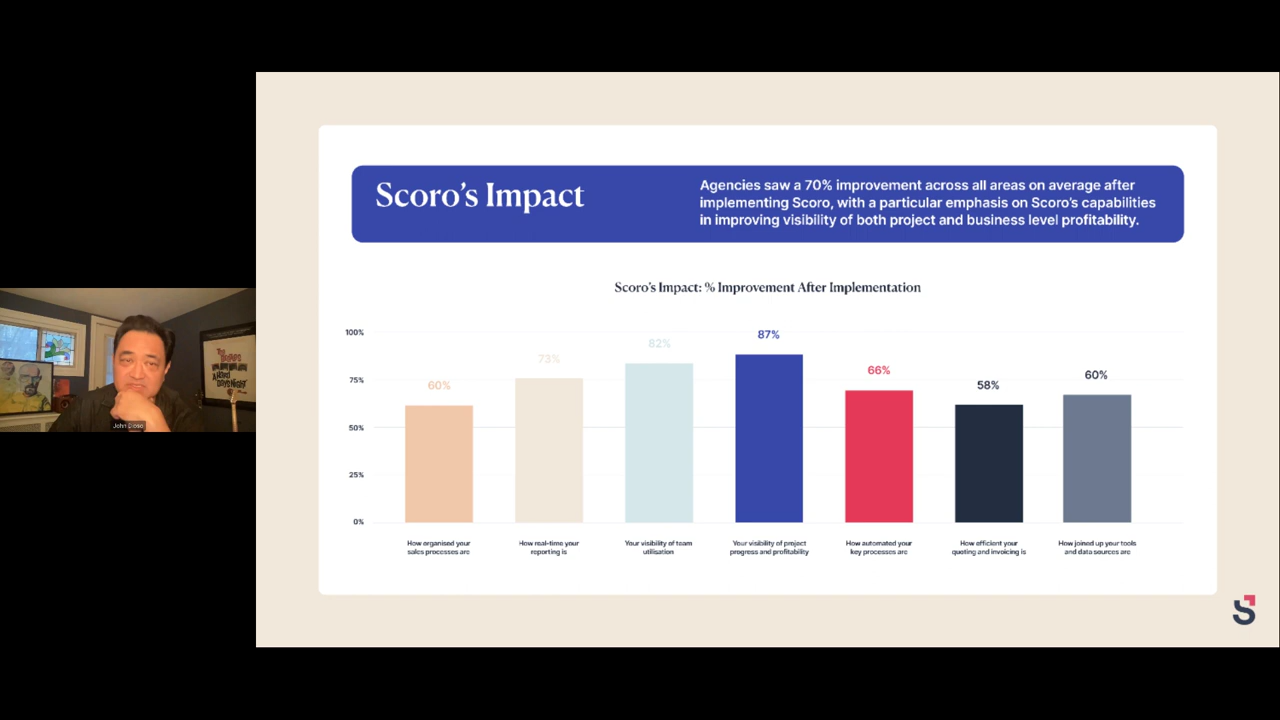 Scoro's Impact
Agencies saw a 70% improvement across all areas on average after
implementing Scoro, with a particular emphasis on Scoro's capabilities
in improving visibility of both project and business level profitability.
Scoro's Impact: % Improvement After Implementation
100%
75%
50%
25%
0%
60%
73%
82%
87%
66%
58%
60%
How organised your
sales processes are
How real-time your
reporting is
Your visibility of team
utilisation
Your visibility of project
progress and profitability
How automated your
key processes are
How efficient your
quoting and invoicing is
How joined up your tools
and data sources are
John
A HARD
DAY'S NIGHT